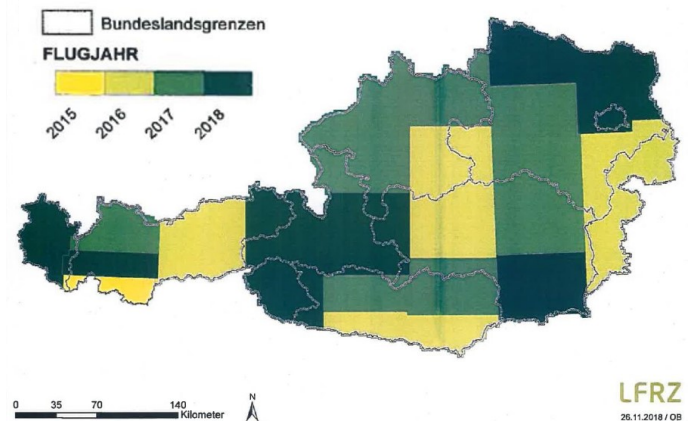 Bundeslandsgrenzen
FLUGJAHR
2015 2016 2017 2018
0 35 70 140
Kilometer
N
LFRZ
26.11.2018 / OB